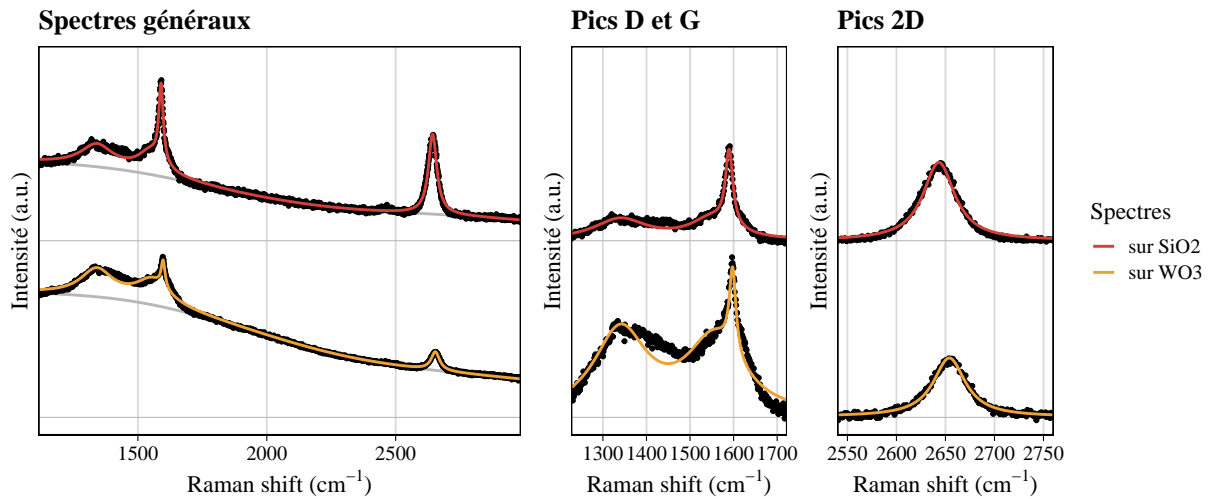 Spectres généraux
Pics D et G
Pics 2D
Intensité (a.u.)
Intensité (a.u.)
Intensité (a.u.)
Spectres
sur SiO2
sur WO3
1500 2000 2500
1300 1400 1500 1600 1700
2550 2600 2650 2700 2750
Raman shift (cm⁻¹)
Raman shift (cm⁻¹)
Raman shift (cm⁻¹)